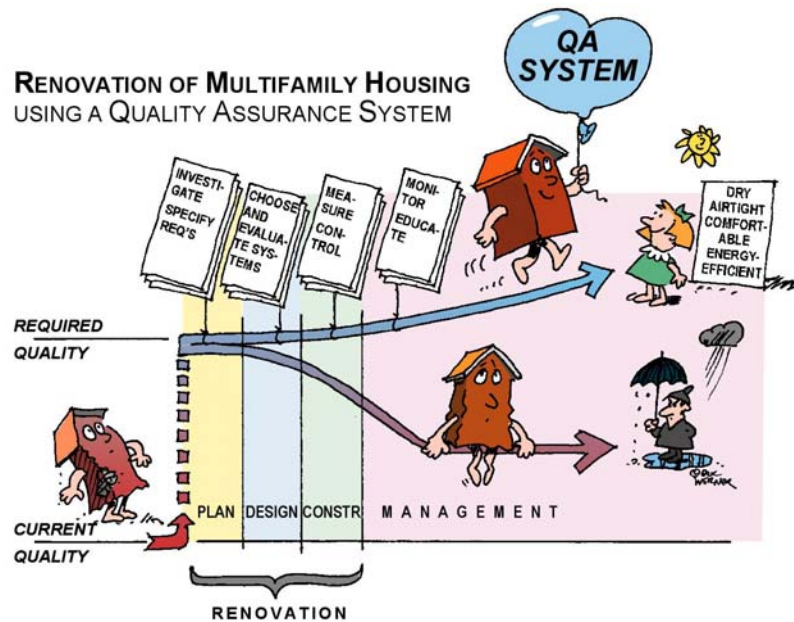 QA
SYSTEM
RENOVATION OF MULTIFAMILY HOUSING
USING A QUALITY ASSURANCE SYSTEM
INVESTI-
GATE
SPECIFY
REQ'S
CHOOSE
AND
EVALUA-
TE SYS-
TEMS
MEA-
SURE
CON-
TROL
MONI-
TOR
EDUCA-
TE
DRY
AIRTIGHT
COMFORT-
ABLE
ENERGY-
EFFICIENT
REQUIRED
QUALITY
PLAN
DESIGN
CONSTR
MANAGEMENT
CURRENT
QUALITY
RENOVATION